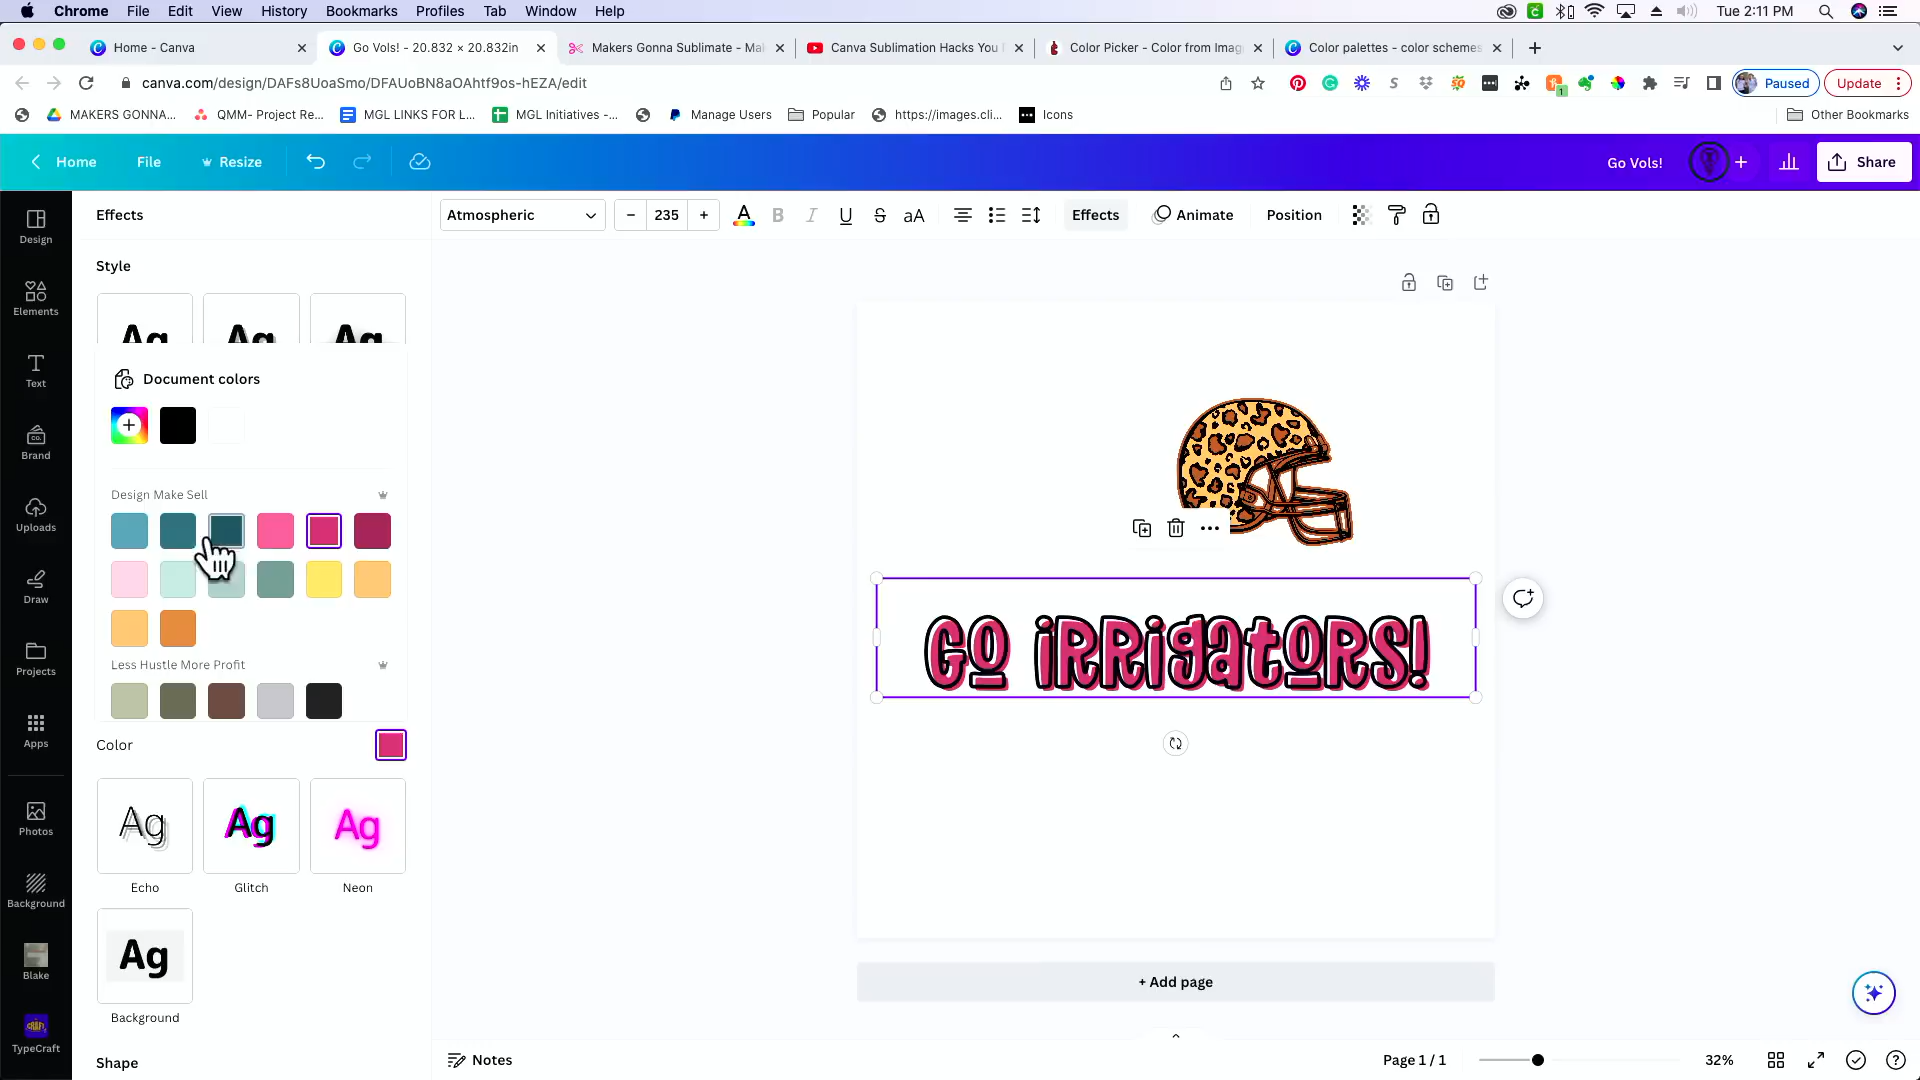 Chrome File Edit View History Bookmarks Profiles Tab Window Help Tue 2:11 PM
Home - Canva Go Vols! - 20.832 × 20.832in Makers Gonna Sublimate - Mak Canva Sublimation Hacks You Color Picker - Color from Imag Color palettes - color schemes
canva.com/design/DAFs8UoaSmo/DFAUoBN8aOAhtf9os-hEZA/edit Paused Update
MAKERS GONNA... QMM- Project Re... MGL LINKS FOR L... MGL Initiatives -... Manage Users Popular https://images.cli... Icons Other Bookmarks
Home File Resize Go Vols! Share
Effects Atmospheric – 235 + A B I U S aA Effects Animate Position
Design
Style
Elements
Ag Ag Ag
Text
Document colors
Brand
Design Make Sell
Uploads
Draw
GO iRRigatORS!
Projects
Less Hustle More Profit
Apps
Color
Photos
Ag Ag Ag
Echo Glitch Neon
Background
Ag
Blake
+ Add page
Background
TypeCraft
Shape
Notes Page 1 / 1 32%